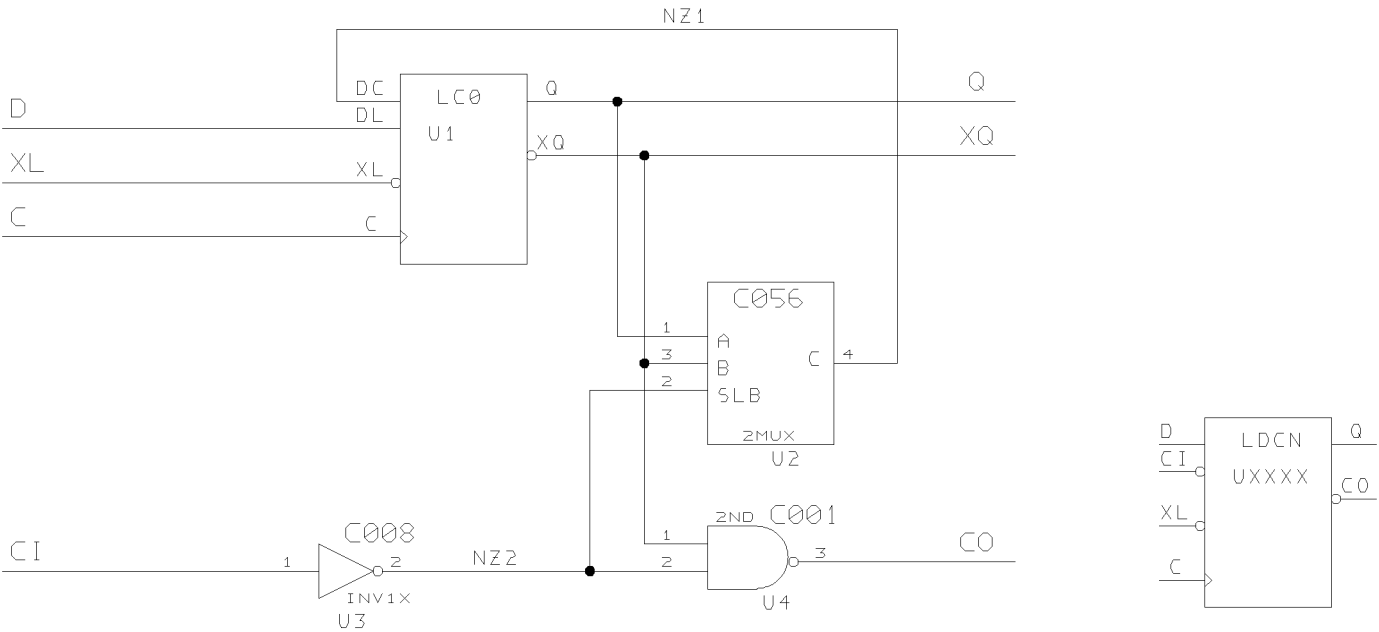 NZ1
DC LC0 Q Q
D DL U1
XQ XQ
XL XL
C C
C056
1 A
3 B C 4
2 SLB
2MUX
U2
D LDCN Q
CI UXXXX
CO
XL
C
C008 2ND C001
CI 1 2 NZ2 1 3 CO
2
INV1X U4
U3